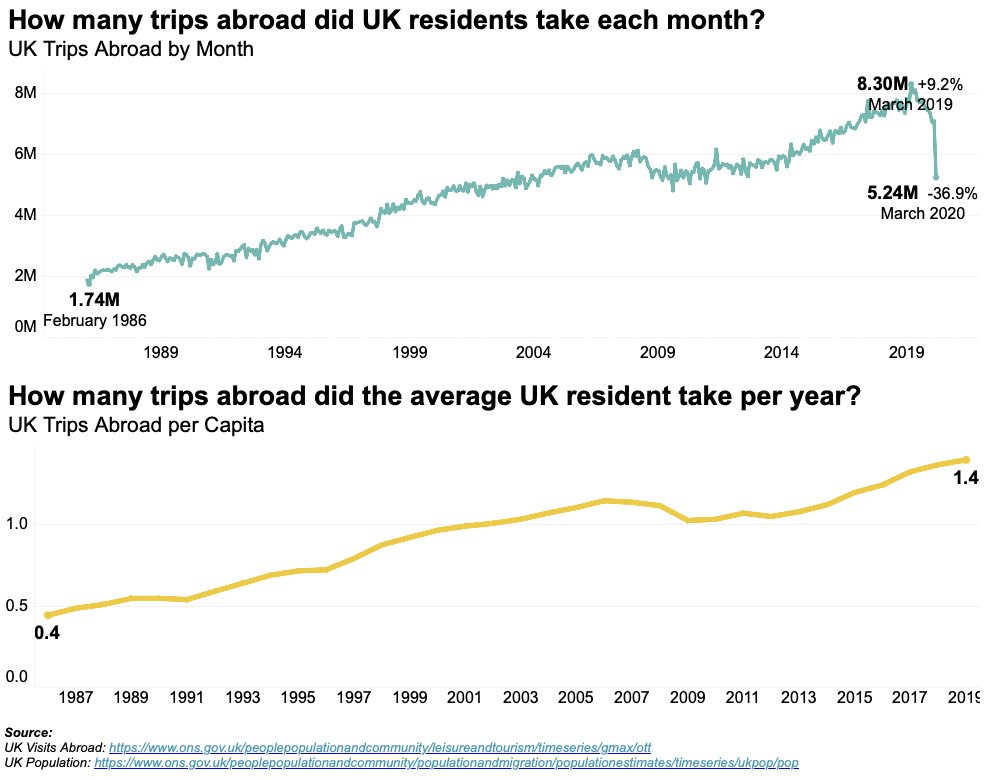 How many trips abroad did UK residents take each month?
UK Trips Abroad by Month
8M
6M
4M
2M
0M
8.30M +9.2%
March 2019
5.24M -36.9%
March 2020
1.74M
February 1986
1989 1994 1999 2004 2009 2014 2019
How many trips abroad did the average UK resident take per year?
UK Trips Abroad per Capita
1.4
1.0
0.5
0.4
0.0
1987 1989 1991 1993 1995 1997 1999 2001 2003 2005 2007 2009 2011 2013 2015 2017 2019
Source:
UK Visits Abroad: https://www.ons.gov.uk/peoplepopulationandcommunity/leisureandtourism/timeseries/gmax/ott
UK Population: https://www.ons.gov.uk/peoplepopulationandcommunity/populationandmigration/populationestimates/timeseries/ukpop/pop